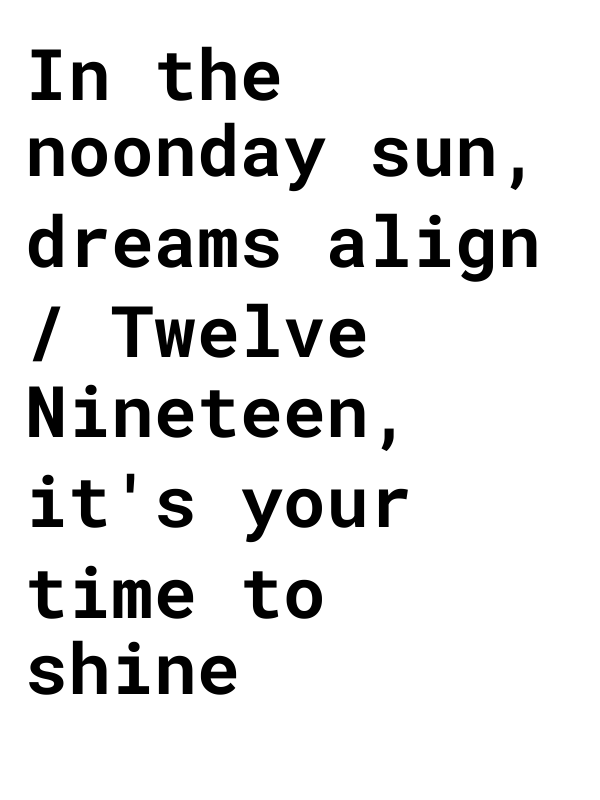 In the
noonday sun,
dreams align
/ Twelve
Nineteen,
it's your
time to
shine